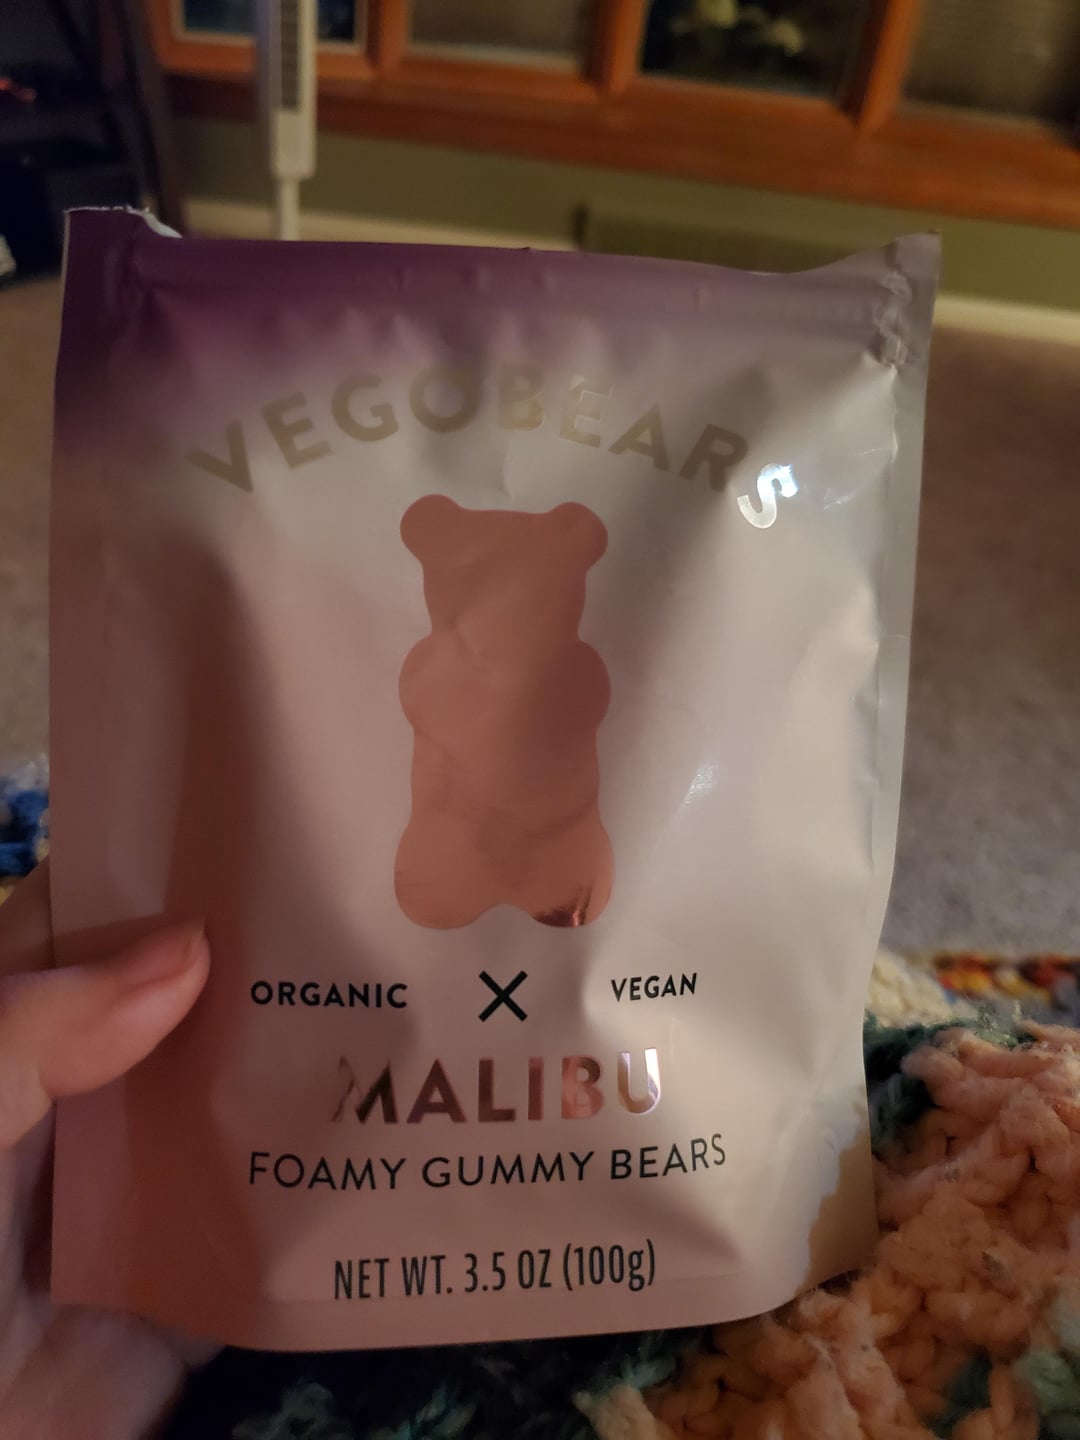 VEGOBEARS
ORGANIC X VEGAN
MALIBU
FOAMY GUMMY BEARS
NET WT. 3.5 OZ (100g)